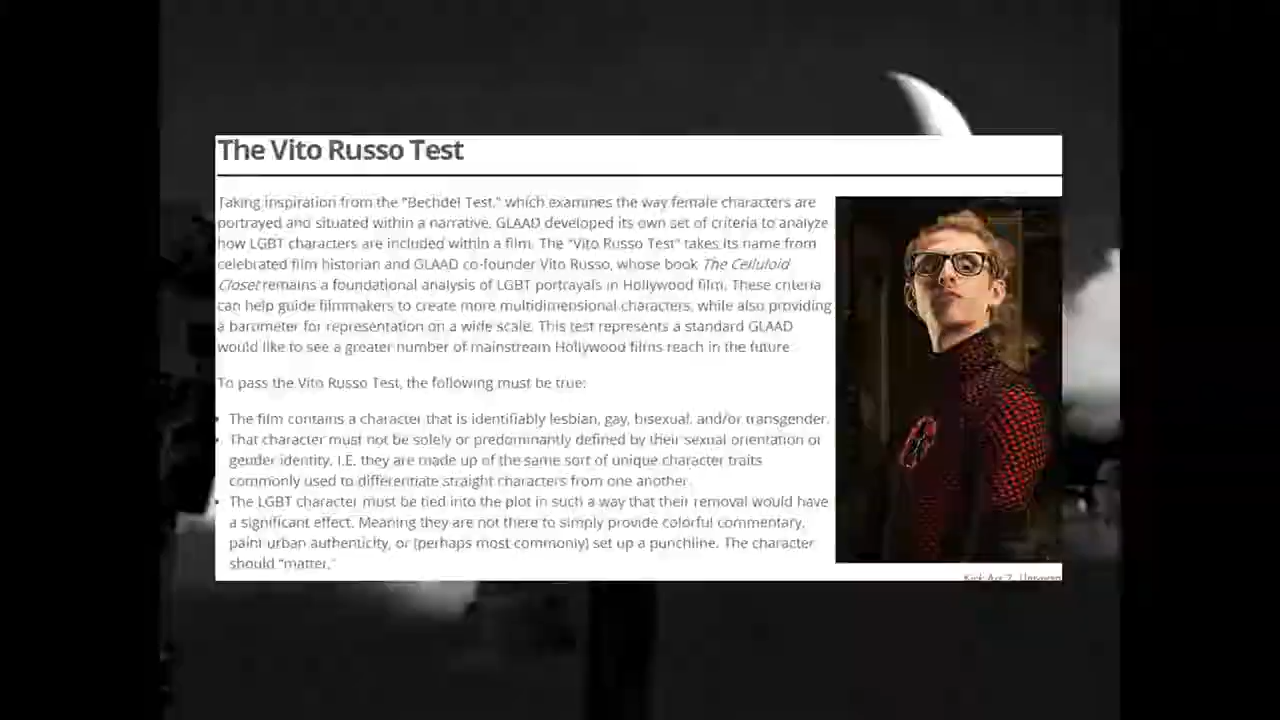 The Vito Russo Test
Taking inspiration from the "Bechdel Test," which examines the way female characters are
portrayed and situated within a narrative, GLAAD developed its own set of criteria to analyze
how LGBT characters are included within a film. The "Vito Russo Test" takes its name from
celebrated film historian and GLAAD co-founder Vito Russo, whose book The Celluloid
Closet remains a foundational analysis of LGBT portrayals in Hollywood film. These criteria
can help guide filmmakers to create more multidimensional characters, while also providing
a barometer for representation on a wide scale. This test represents a standard GLAAD
would like to see a greater number of mainstream Hollywood films reach in the future.
To pass the Vito Russo Test, the following must be true:
The film contains a character that is identifiably lesbian, gay, bisexual, and/or transgender.
That character must not be solely or predominantly defined by their sexual orientation or
gender identity. I.E. they are made up of the same sort of unique character traits
commonly used to differentiate straight characters from one another.
The LGBT character must be tied into the plot in such a way that their removal would have
a significant effect. Meaning they are not there to simply provide colorful commentary,
paint urban authenticity, or (perhaps most commonly) set up a punchline. The character
should "matter."